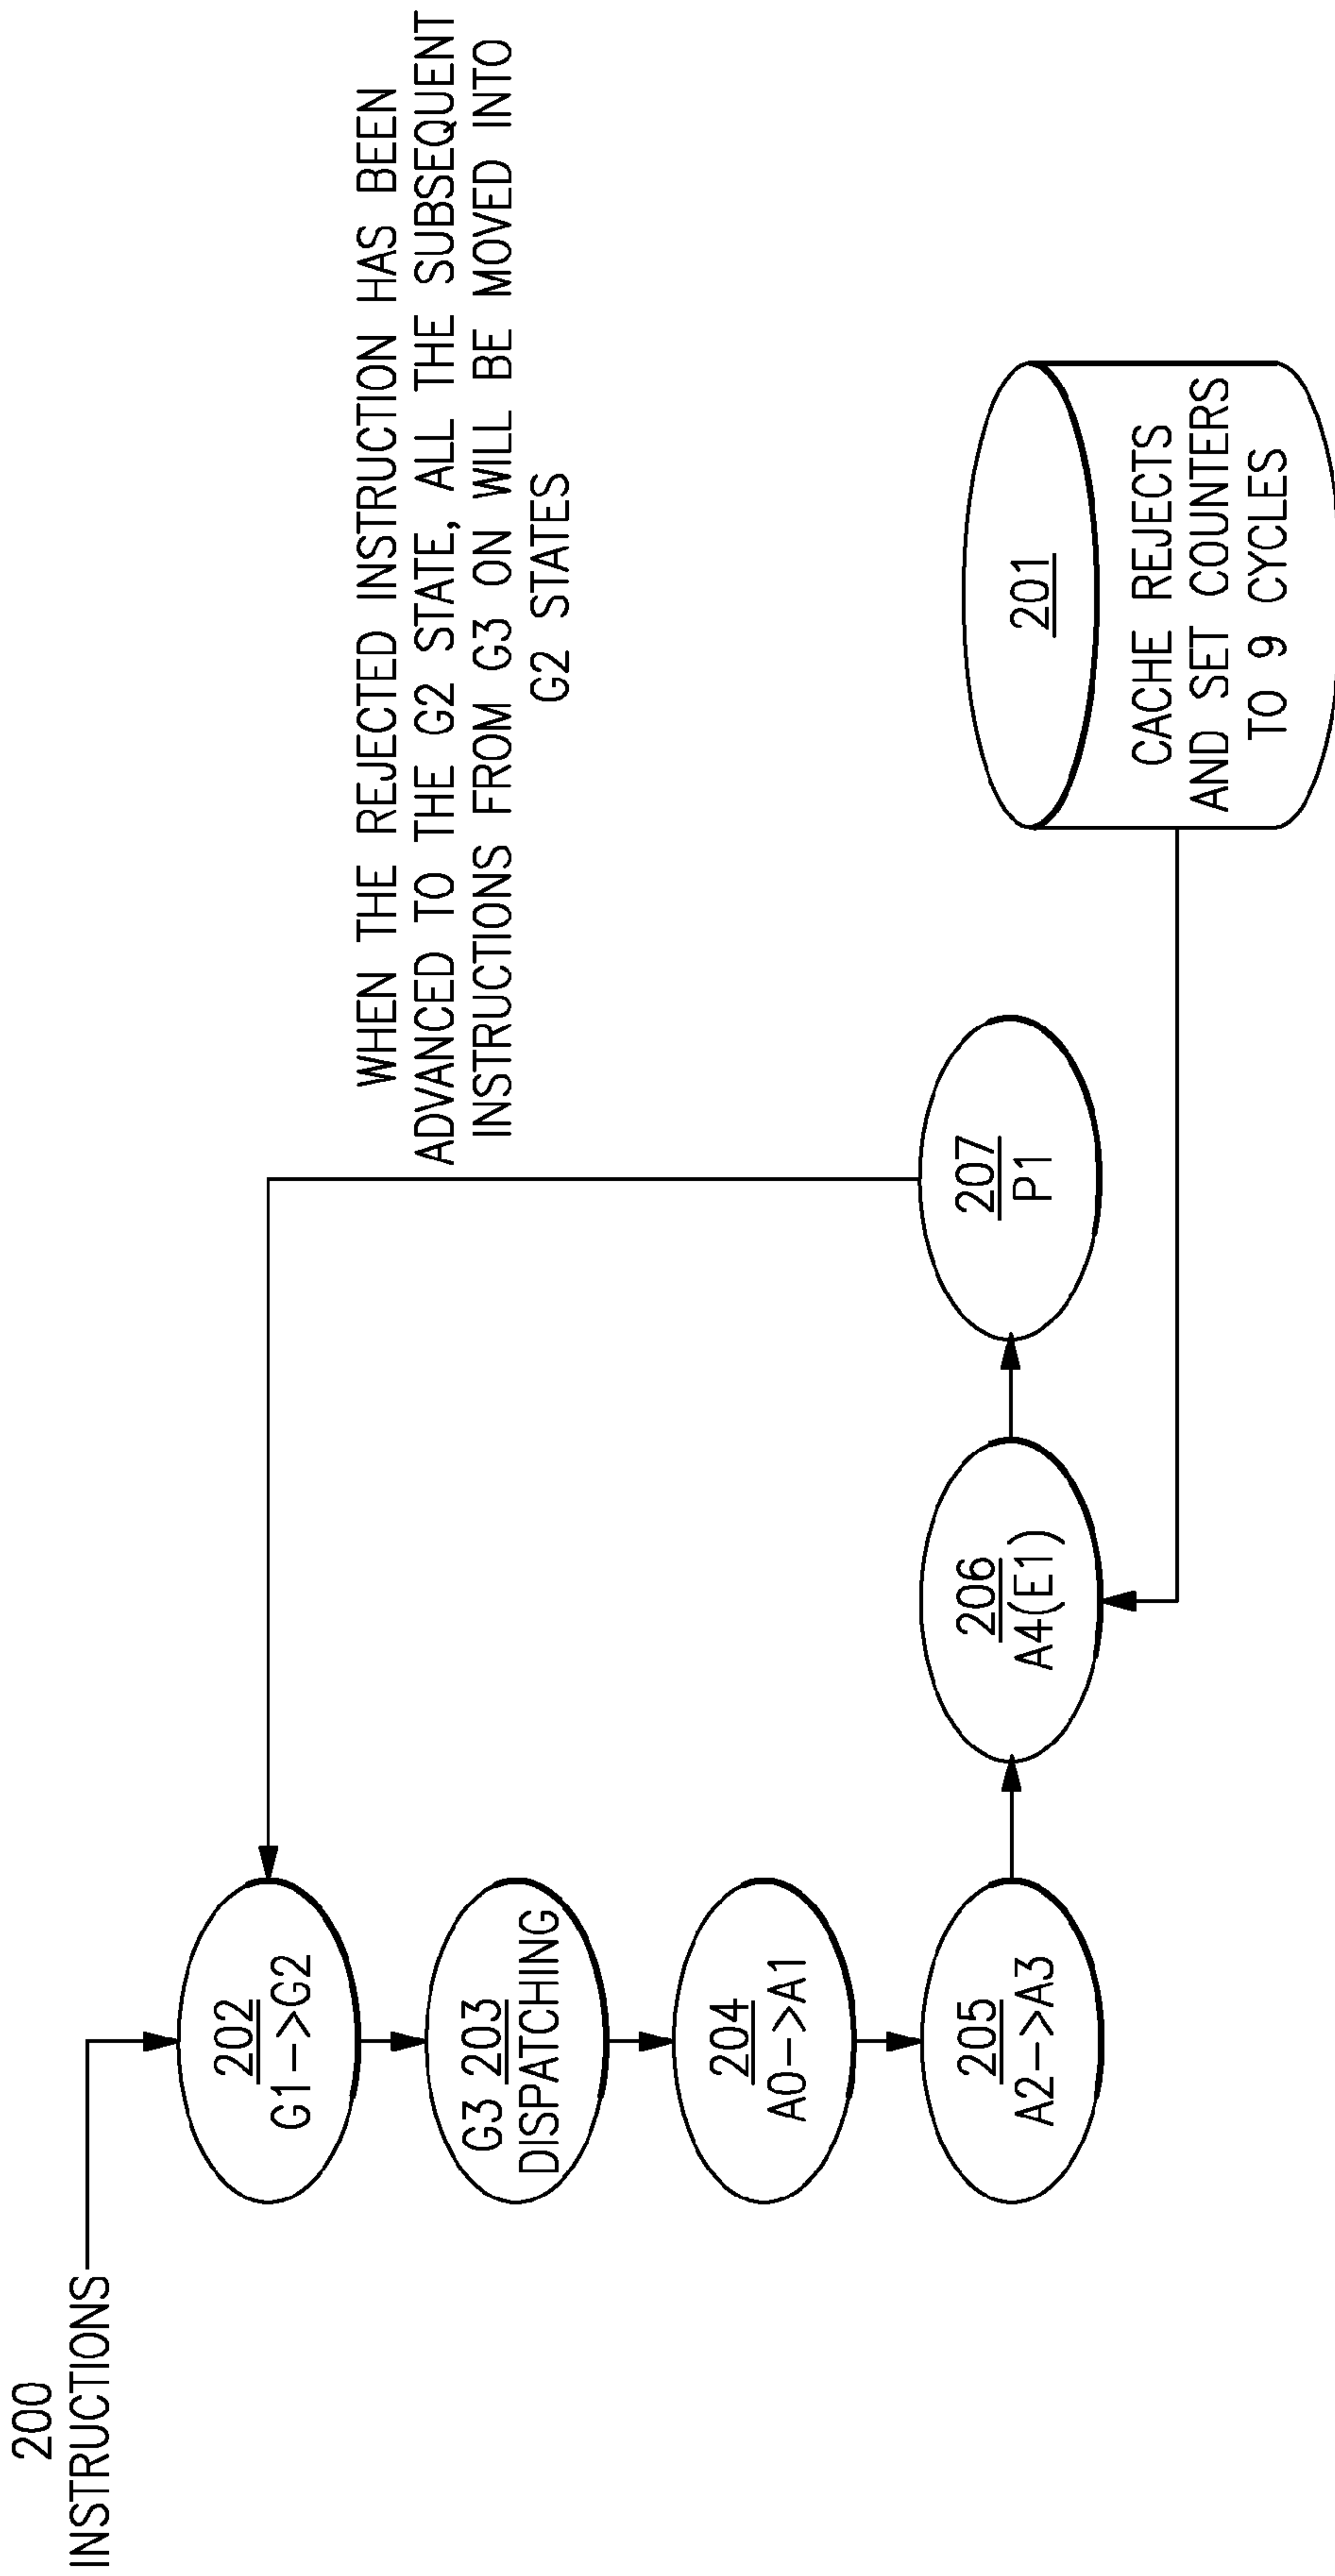 200
INSTRUCTIONS
202
G1->G2
G3 203
DISPATCHING
204
A0->A1
205
A2->A3
206
A4(E1)
207
P1
WHEN THE REJECTED INSTRUCTION HAS BEEN
ADVANCED TO THE G2 STATE, ALL THE SUBSEQUENT
INSTRUCTIONS FROM G3 ON WILL BE MOVED INTO
G2 STATES
201
CACHE REJECTS
AND SET COUNTERS
TO 9 CYCLES